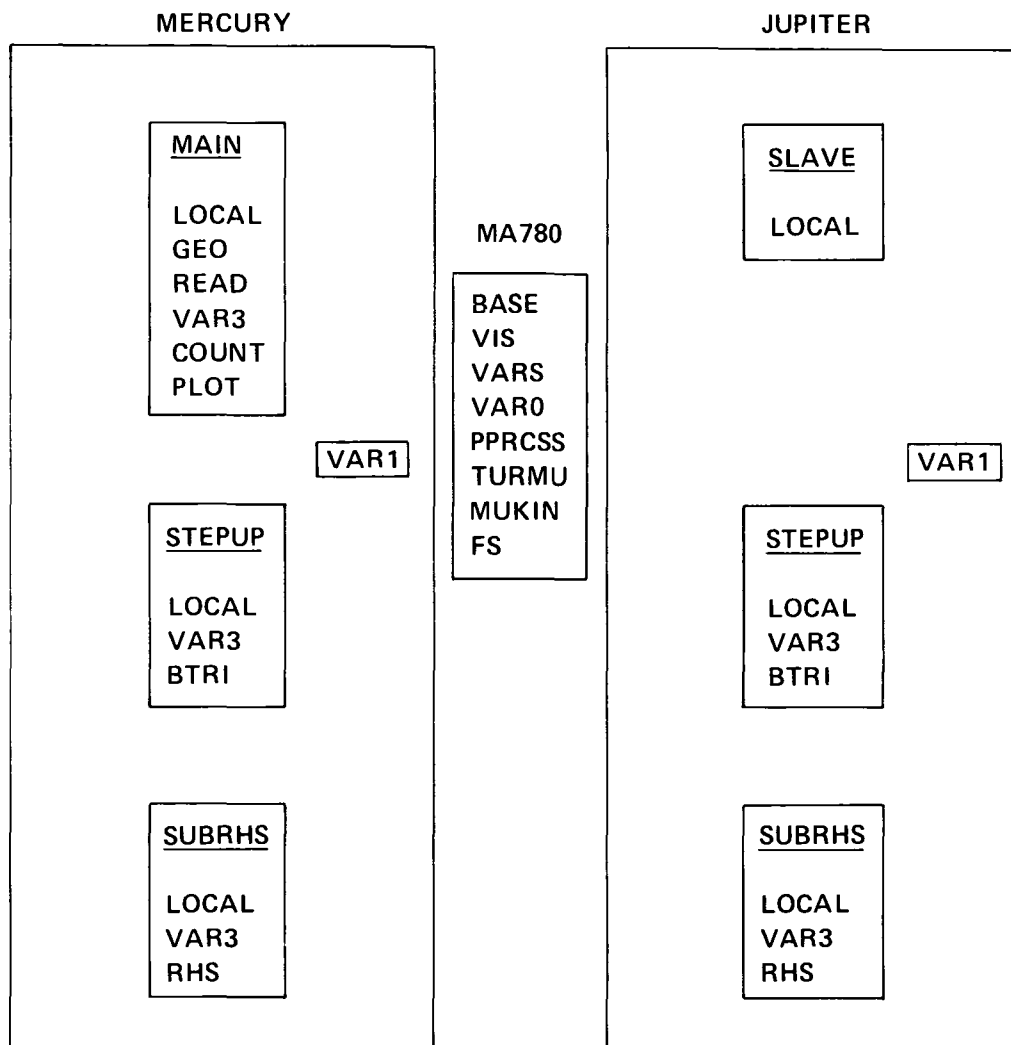 MERCURY
MAIN
LOCAL
GEO
READ
VAR3
COUNT
PLOT
VAR1
STEPUP
LOCAL
VAR3
BTRI
SUBRHS
LOCAL
VAR3
RHS
MA780
BASE
VIS
VARS
VAR0
PPRCSS
TURMU
MUKIN
FS
JUPITER
SLAVE
LOCAL
VAR1
STEPUP
LOCAL
VAR3
BTRI
SUBRHS
LOCAL
VAR3
RHS